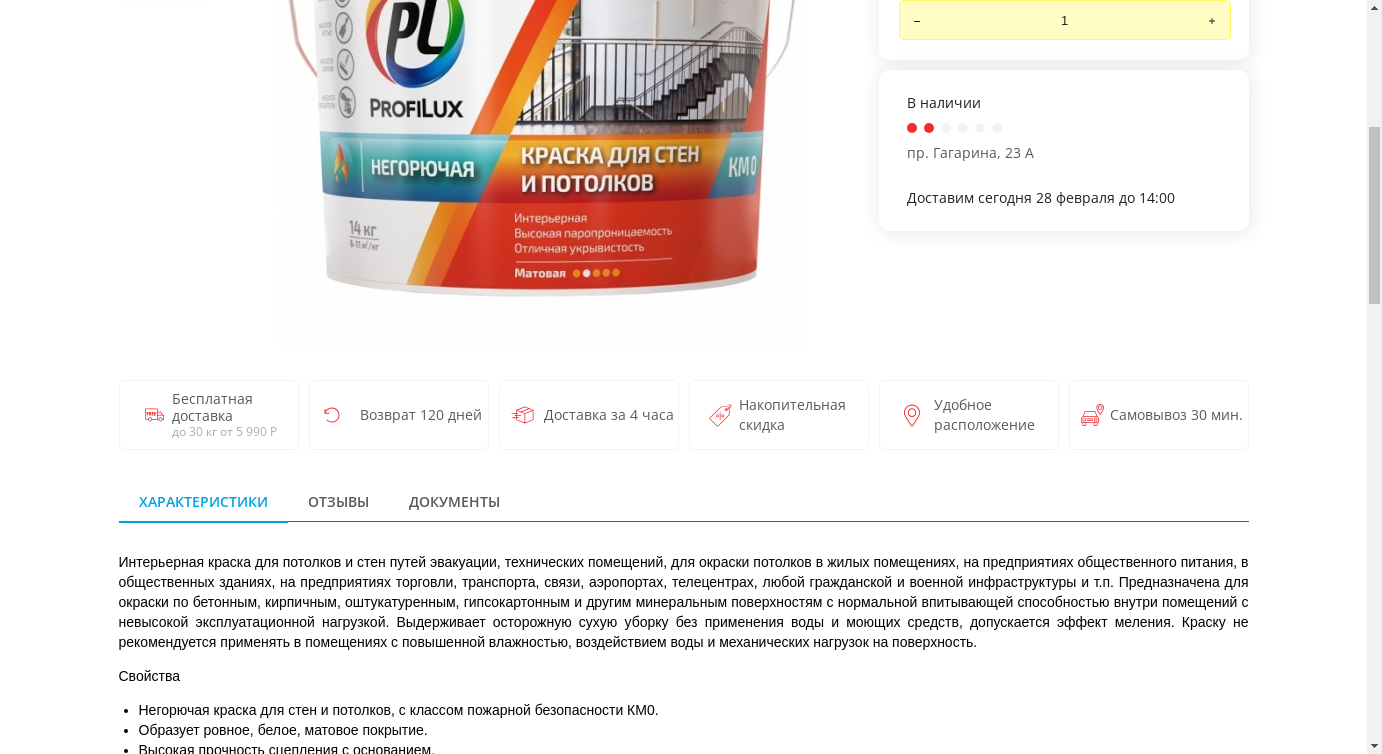 –
1
+
PL
PROFILUX
НЕГОРЮЧАЯ
КРАСКА ДЛЯ СТЕН
И ПОТОЛКОВ
КМ0
14 кг
6-11 м²/кг
Интерьерная
Высокая паропроницаемость
Отличная укрывистость
Матовая
В наличии
пр. Гагарина, 23 А
Доставим сегодня 28 февраля до 14:00
FREE
Бесплатная
доставка
до 30 кг от 5 990 Р
Возврат 120 дней
Доставка за 4 часа
Накопительная
скидка
Удобное
расположение
Самовывоз 30 мин.
ХАРАКТЕРИСТИКИ
ОТЗЫВЫ
ДОКУМЕНТЫ
Интерьерная краска для потолков и стен путей эвакуации, технических помещений, для окраски потолков в жилых помещениях, на предприятиях общественного питания, в
общественных зданиях, на предприятиях торговли, транспорта, связи, аэропортах, телецентрах, любой гражданской и военной инфраструктуры и т.п. Предназначена для
окраски по бетонным, кирпичным, оштукатуренным, гипсокартонным и другим минеральным поверхностям с нормальной впитывающей способностью внутри помещений с
невысокой эксплуатационной нагрузкой. Выдерживает осторожную сухую уборку без применения воды и моющих средств, допускается эффект меления. Краску не
рекомендуется применять в помещениях с повышенной влажностью, воздействием воды и механических нагрузок на поверхность.
Свойства
• Негорючая краска для стен и потолков, с классом пожарной безопасности КМ0.
• Образует ровное, белое, матовое покрытие.
• Высокая прочность сцепления с основанием.